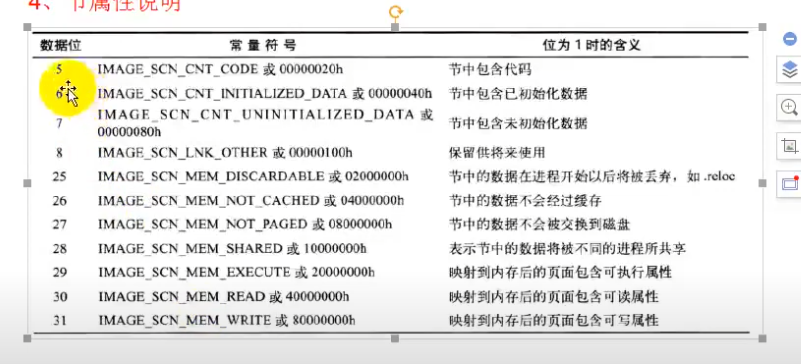 4、节属性说明
数据位 常量符号 位为 1 时的含义
5 IMAGE_SCN_CNT_CODE 或 00000020h 节中包含代码
6 IMAGE_SCN_CNT_INITIALIZED_DATA 或 00000040h 节中包含已初始化数据
7 IMAGE_SCN_CNT_UNINITIALIZED_DATA 或 节中包含未初始化数据
00000080h
8 IMAGE_SCN_LNK_OTHER 或 00000100h 保留供将来使用
25 IMAGE_SCN_MEM_DISCARDABLE 或 02000000h 节中的数据在进程开始以后将被丢弃，如 .reloc
26 IMAGE_SCN_MEM_NOT_CACHED 或 04000000h 节中的数据不会经过缓存
27 IMAGE_SCN_MEM_NOT_PAGED 或 08000000h 节中的数据不会被交换到磁盘
28 IMAGE_SCN_MEM_SHARED 或 10000000h 表示节中的数据将被不同的进程所共享
29 IMAGE_SCN_MEM_EXECUTE 或 20000000h 映射到内存后的页面包含可执行属性
30 IMAGE_SCN_MEM_READ 或 40000000h 映射到内存后的页面包含可读属性
31 IMAGE_SCN_MEM_WRITE 或 80000000h 映射到内存后的页面包含可写属性